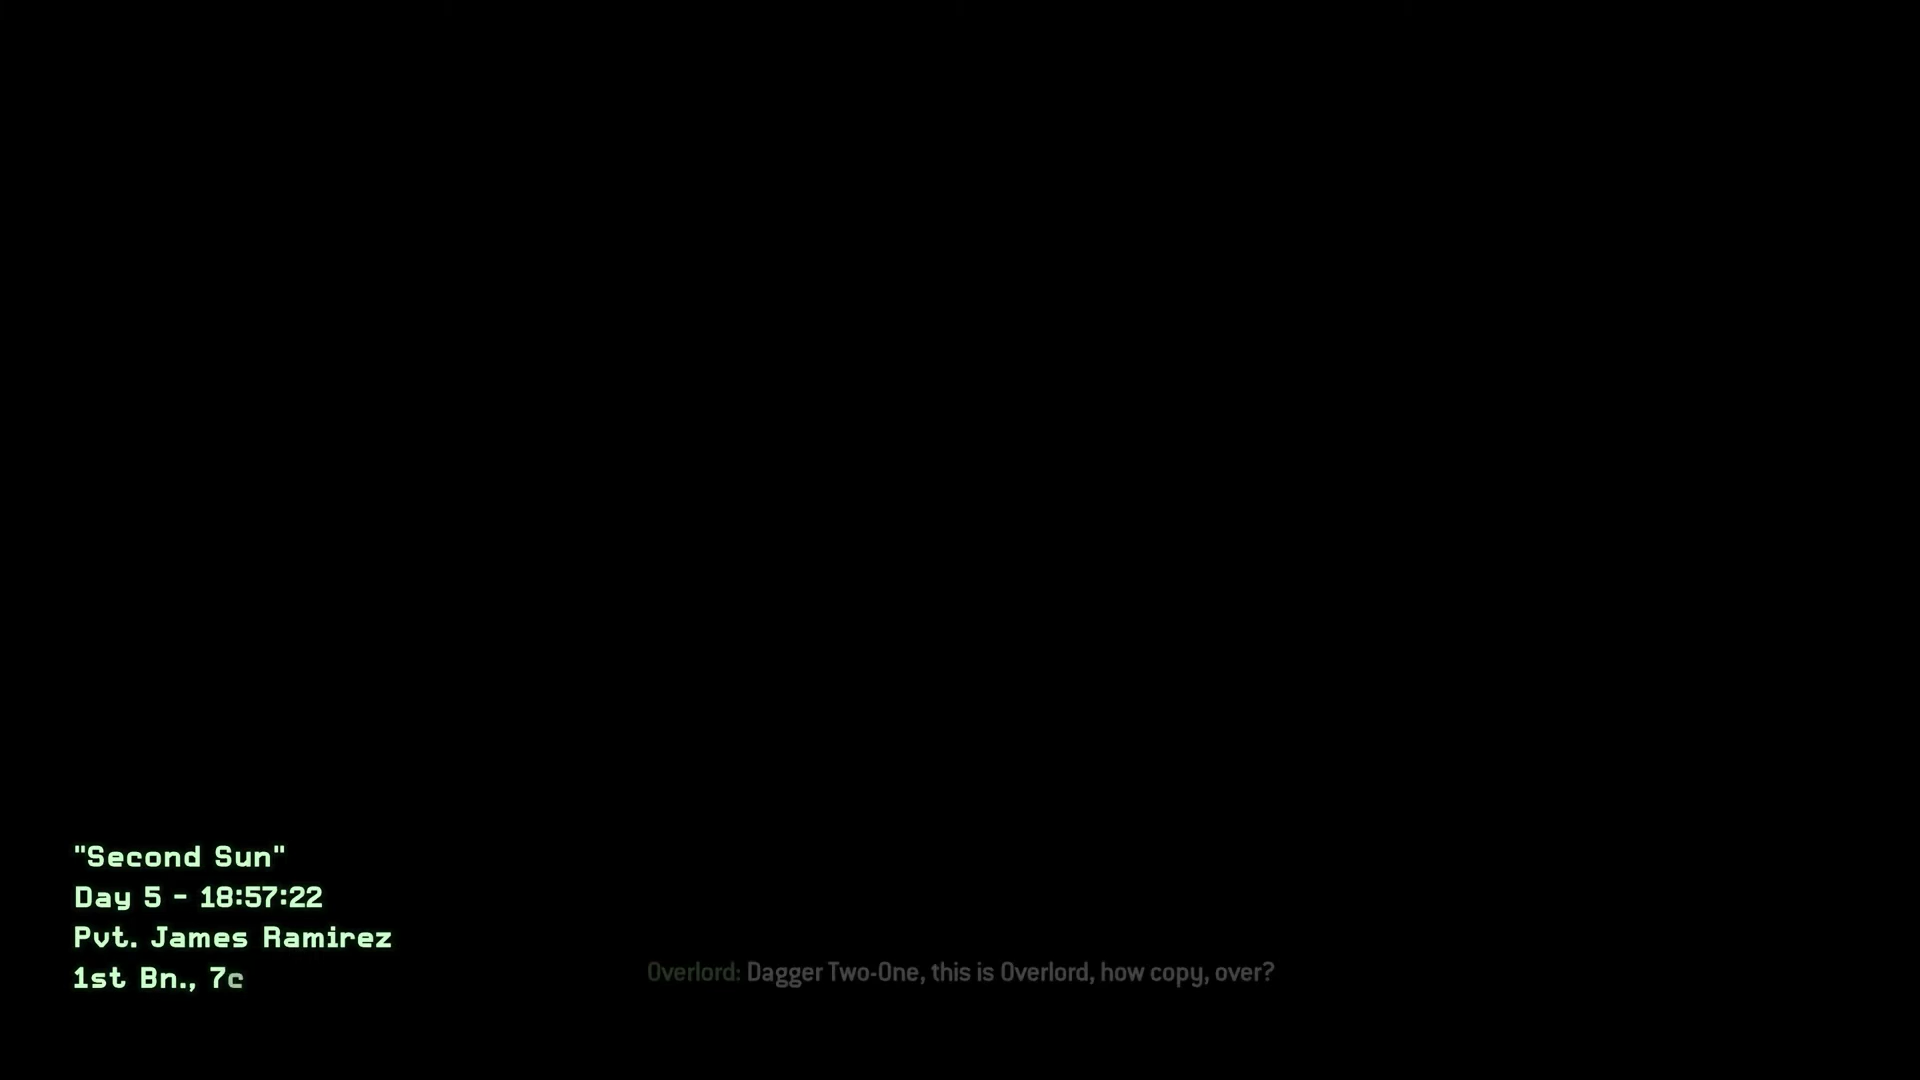 "Second Sun"
Day 5 - 18:57:22
Pvt. James Ramirez
1st Bn., 7c
Overlord: Dagger Two-One, this is Overlord, how copy, over?